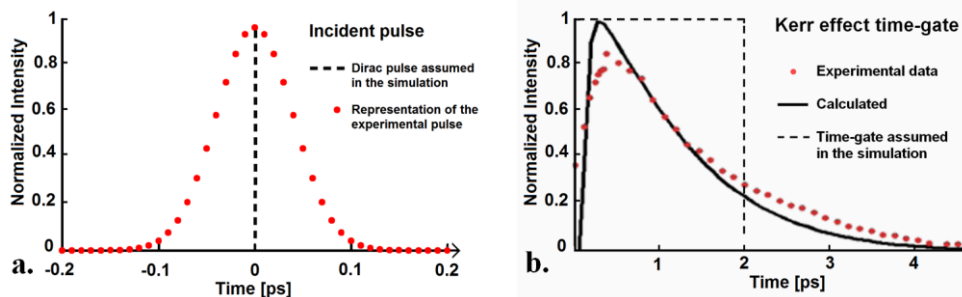 Normalized Intensity
1
0.8
0.6
0.4
0.2
0
Incident pulse
Dirac pulse assumed
in the simulation
Representation of the
experimental pulse
-0.2
-0.1
0
0.1
0.2
Time [ps]
a.
Normalized Intensity
1
0.8
0.6
0.4
0.2
0
Kerr effect time-gate
Experimental data
Calculated
Time-gate assumed
in the simulation
1
2
3
4
Time [ps]
b.